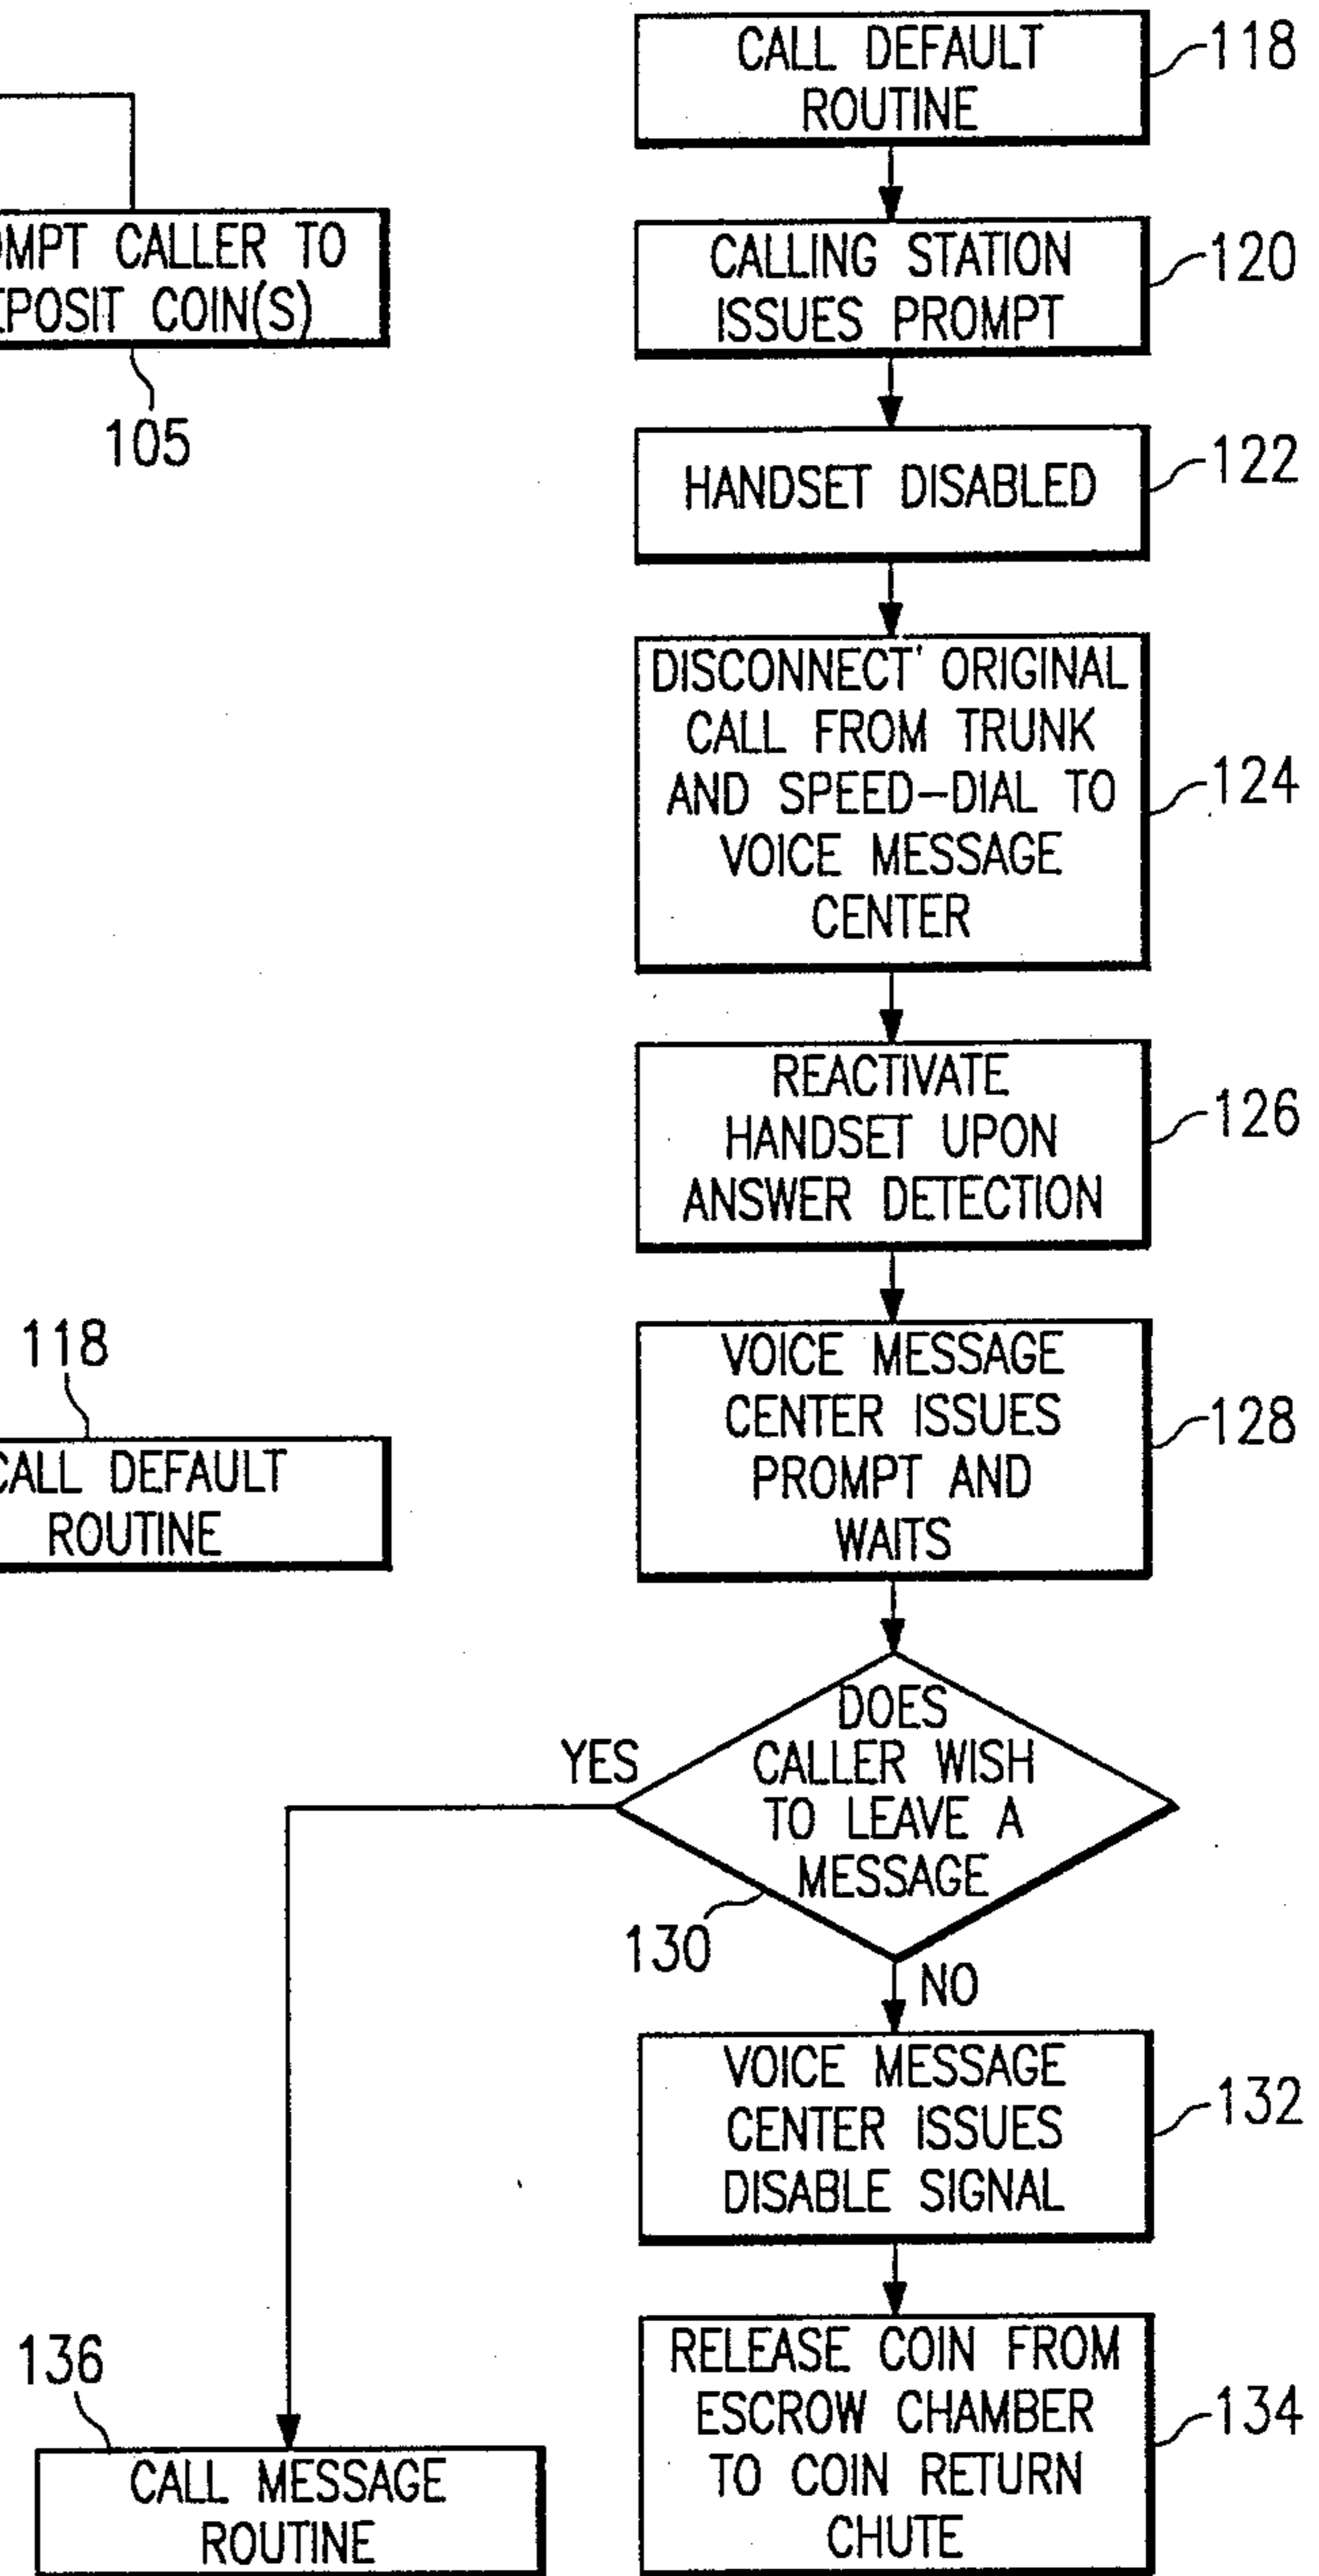 CALL DEFAULT
ROUTINE
118
CALLER TO
COIN(S)
105
CALLING STATION
ISSUES PROMPT
120
HANDSET DISABLED
122
DISCONNECT' ORIGINAL
CALL FROM TRUNK
AND SPEED-DIAL TO
VOICE MESSAGE
CENTER
124
REACTIVATE
HANDSET UPON
ANSWER DETECTION
126
118
CALL DEFAULT
ROUTINE
VOICE MESSAGE
CENTER ISSUES
PROMPT AND
WAITS
128
DOES
CALLER WISH
TO LEAVE A
MESSAGE
YES
130
NO
VOICE MESSAGE
CENTER ISSUES
DISABLE SIGNAL
132
RELEASE COIN FROM
ESCROW CHAMBER
TO COIN RETURN
CHUTE
134
136
CALL MESSAGE
ROUTINE